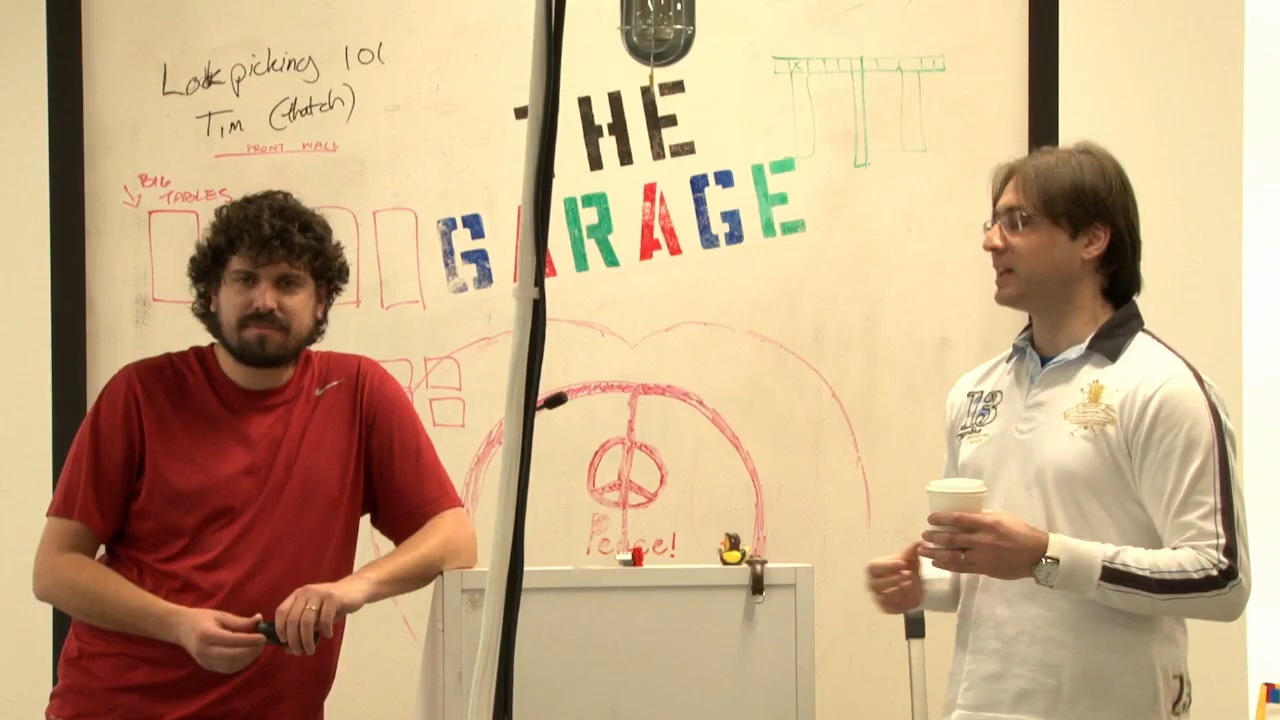 Lockpicking 101
Tim (thatch)
FRONT WALL
BIG
TABLES
THE
GARAGE
Peace!
13